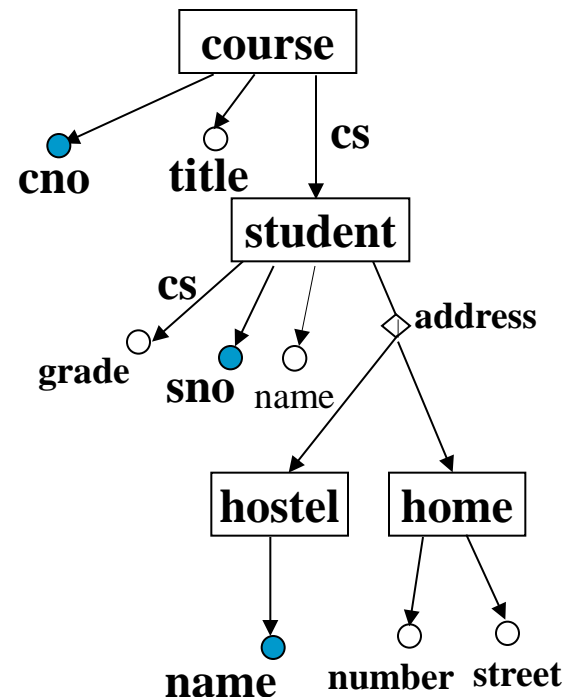 course
cs
cno
title
student
cs
address
grade
sno
name
hostel
home
name
number
street